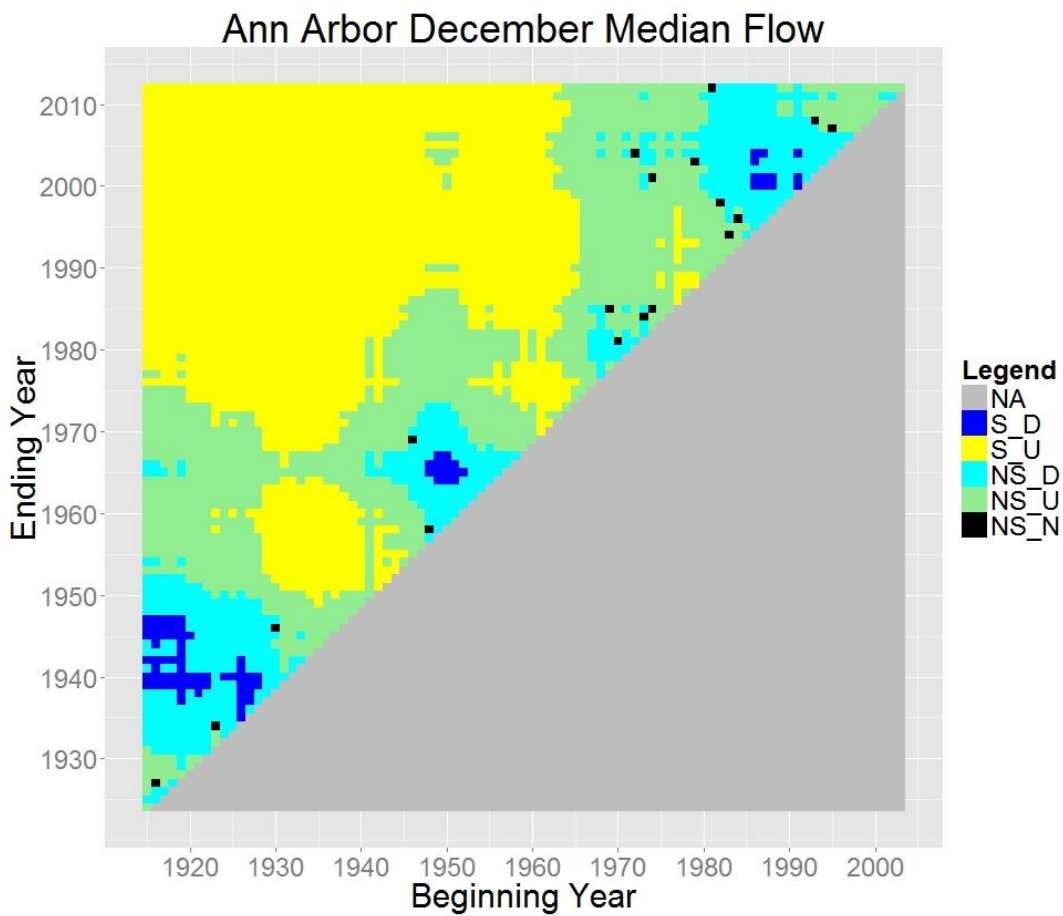 Ann Arbor December Median Flow
Ending Year
2010
2000
1990
1980
1970
1960
1950
1940
1930
1920 1930 1940 1950 1960 1970 1980 1990 2000
Beginning Year
Legend
NA
S_D
S_U
NS_D
NS_U
NS_N